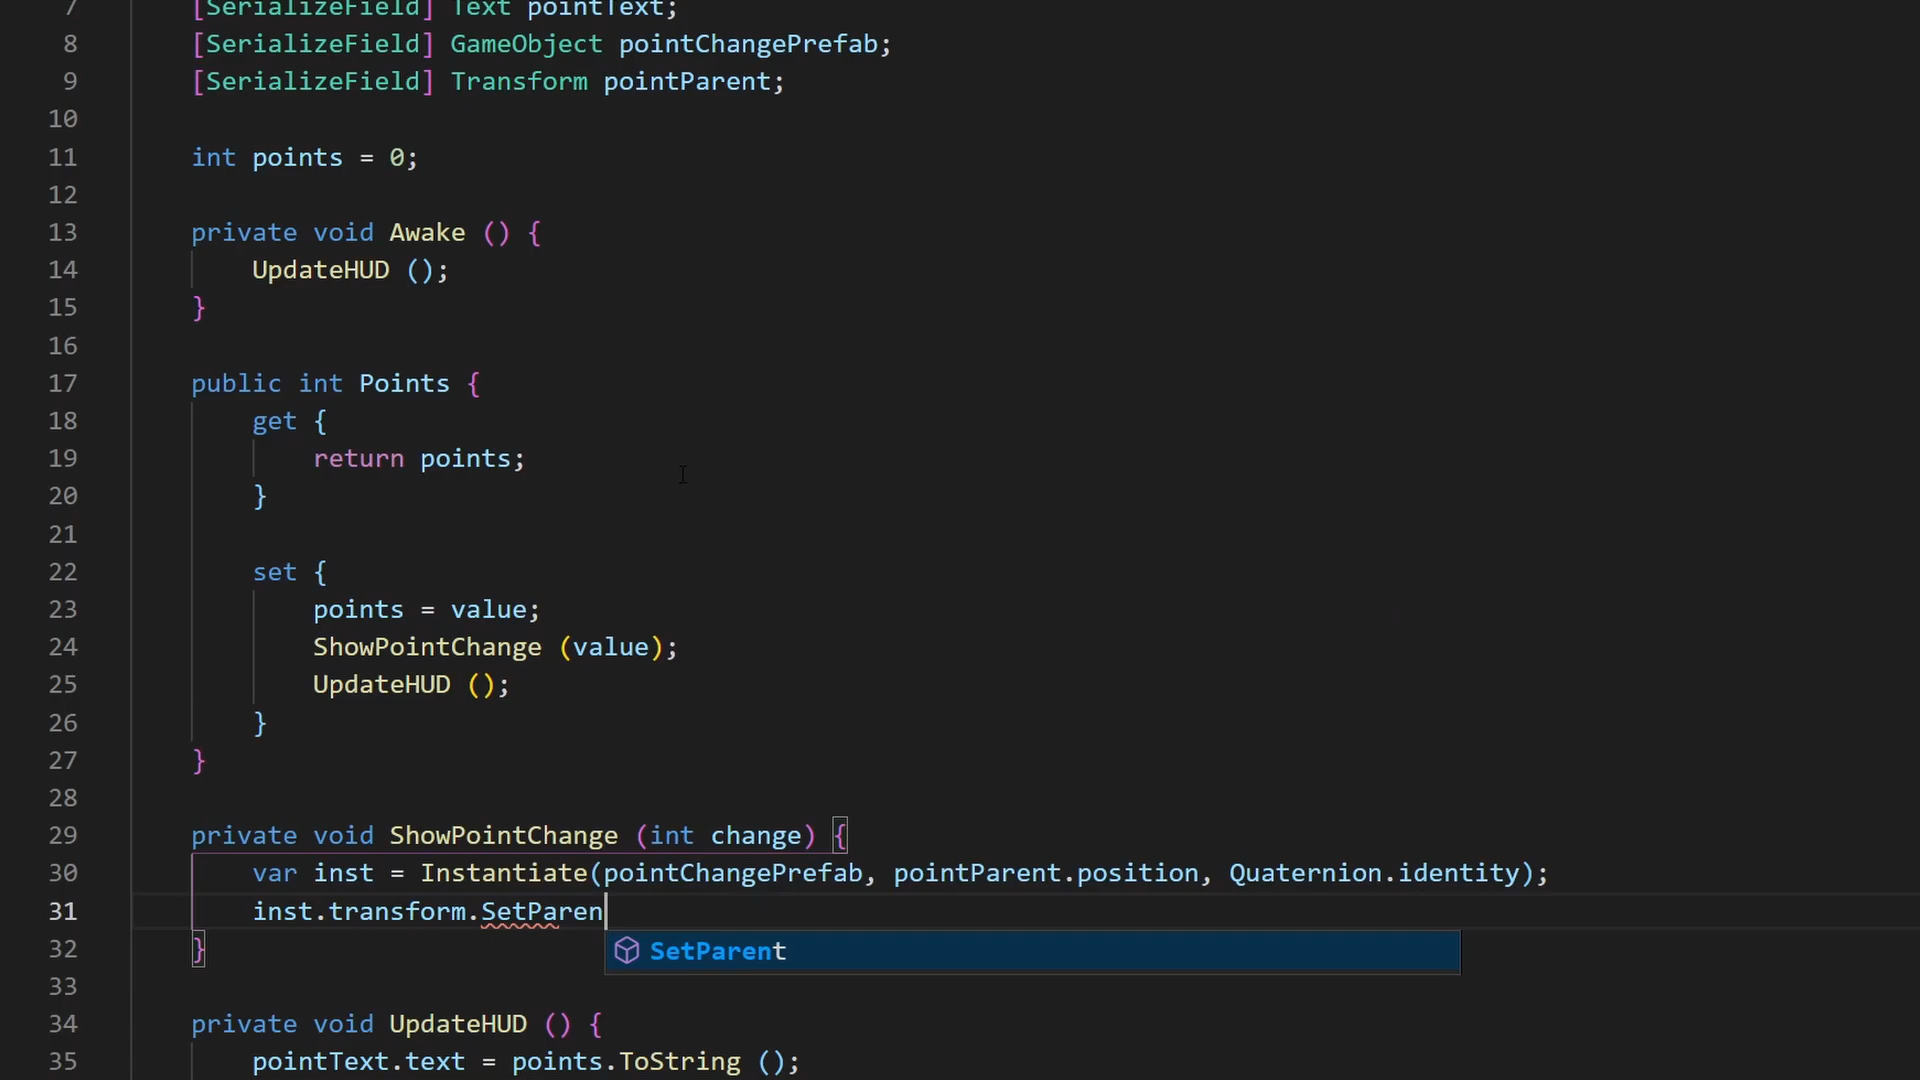 7 [SerializeField] Text pointText;
8 [SerializeField] GameObject pointChangePrefab;
9 [SerializeField] Transform pointParent;
10
11 int points = 0;
12
13 private void Awake () {
14 UpdateHUD ();
15 }
16
17 public int Points {
18 get {
19 return points;
20 }
21
22 set {
23 points = value;
24 ShowPointChange (value);
25 UpdateHUD ();
26 }
27 }
28
29 private void ShowPointChange (int change) {
30 var inst = Instantiate(pointChangePrefab, pointParent.position, Quaternion.identity);
31 inst.transform.SetParen
32 }
SetParent
33
34 private void UpdateHUD () {
35 pointText.text = points.ToString ();